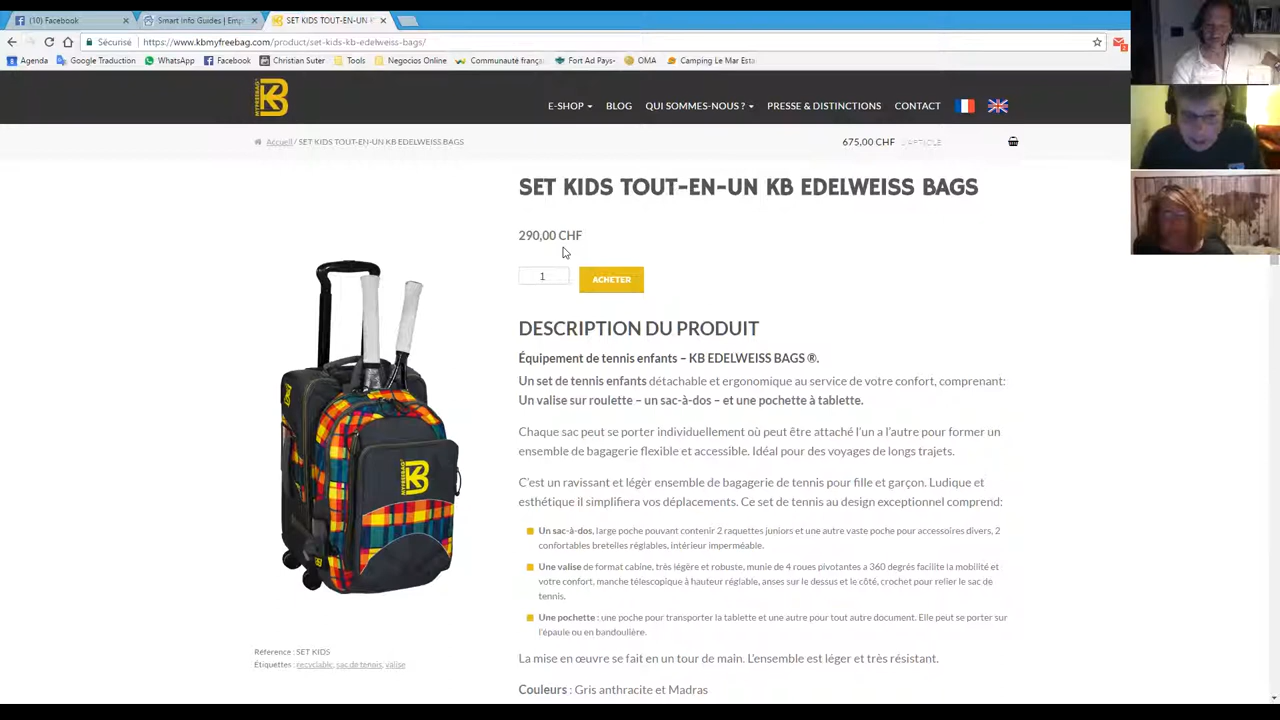 (10) Facebook
Smart Info Guides | Emp
SET KIDS TOUT-EN-UN K
Sécurisé
https://www.kbmyfreebag.com/product/set-kids-kb-edelweiss-bags/
Agenda
Google Traduction
WhatsApp
Facebook
Christian Suter
Tools
Negocios Online
Communauté françai
Fort Ad Pays-
OMA
Camping Le Mar Esta
MYFREEBAG KB
E-SHOP
BLOG
QUI SOMMES-NOUS ?
PRESSE & DISTINCTIONS
CONTACT
Accueil / SET KIDS TOUT-EN-UN KB EDELWEISS BAGS
675,00 CHF
ARTICLE
SET KIDS TOUT-EN-UN KB EDELWEISS BAGS
290,00 CHF
1
ACHETER
DESCRIPTION DU PRODUIT
Équipement de tennis enfants – KB EDELWEISS BAGS ®.
Un set de tennis enfants détachable et ergonomique au service de votre confort, comprenant:
Un valise sur roulette – un sac-à-dos – et une pochette à tablette.
Chaque sac peut se porter individuellement où peut être attaché l'un a l'autre pour former un
ensemble de bagagerie flexible et accessible. Idéal pour des voyages de longs trajets.
C'est un ravissant et léger ensemble de bagagerie de tennis pour fille et garçon. Ludique et
esthétique il simplifiera vos déplacements. Ce set de tennis au design exceptionnel comprend:
Un sac-à-dos, large poche pouvant contenir 2 raquettes juniors et une autre vaste poche pour accessoires divers, 2
confortables bretelles réglables, intérieur imperméable.
Une valise de format cabine, très légère et robuste, munie de 4 roues pivotantes a 360 degrés facilite la mobilité et
votre confort, manche télescopique à hauteur réglable, anses sur le dessus et le côté, crochet pour relier le sac de
tennis.
Une pochette : une poche pour transporter la tablette et une autre pour tout autre document. Elle peut se porter sur
l'épaule ou en bandoulière.
La mise en œuvre se fait en un tour de main. L'ensemble est léger et très résistant.
Couleurs : Gris anthracite et Madras
MYFREEBAG KB
Réference : SET KIDS
Étiquettes : recyclable, sac de tennis, valise